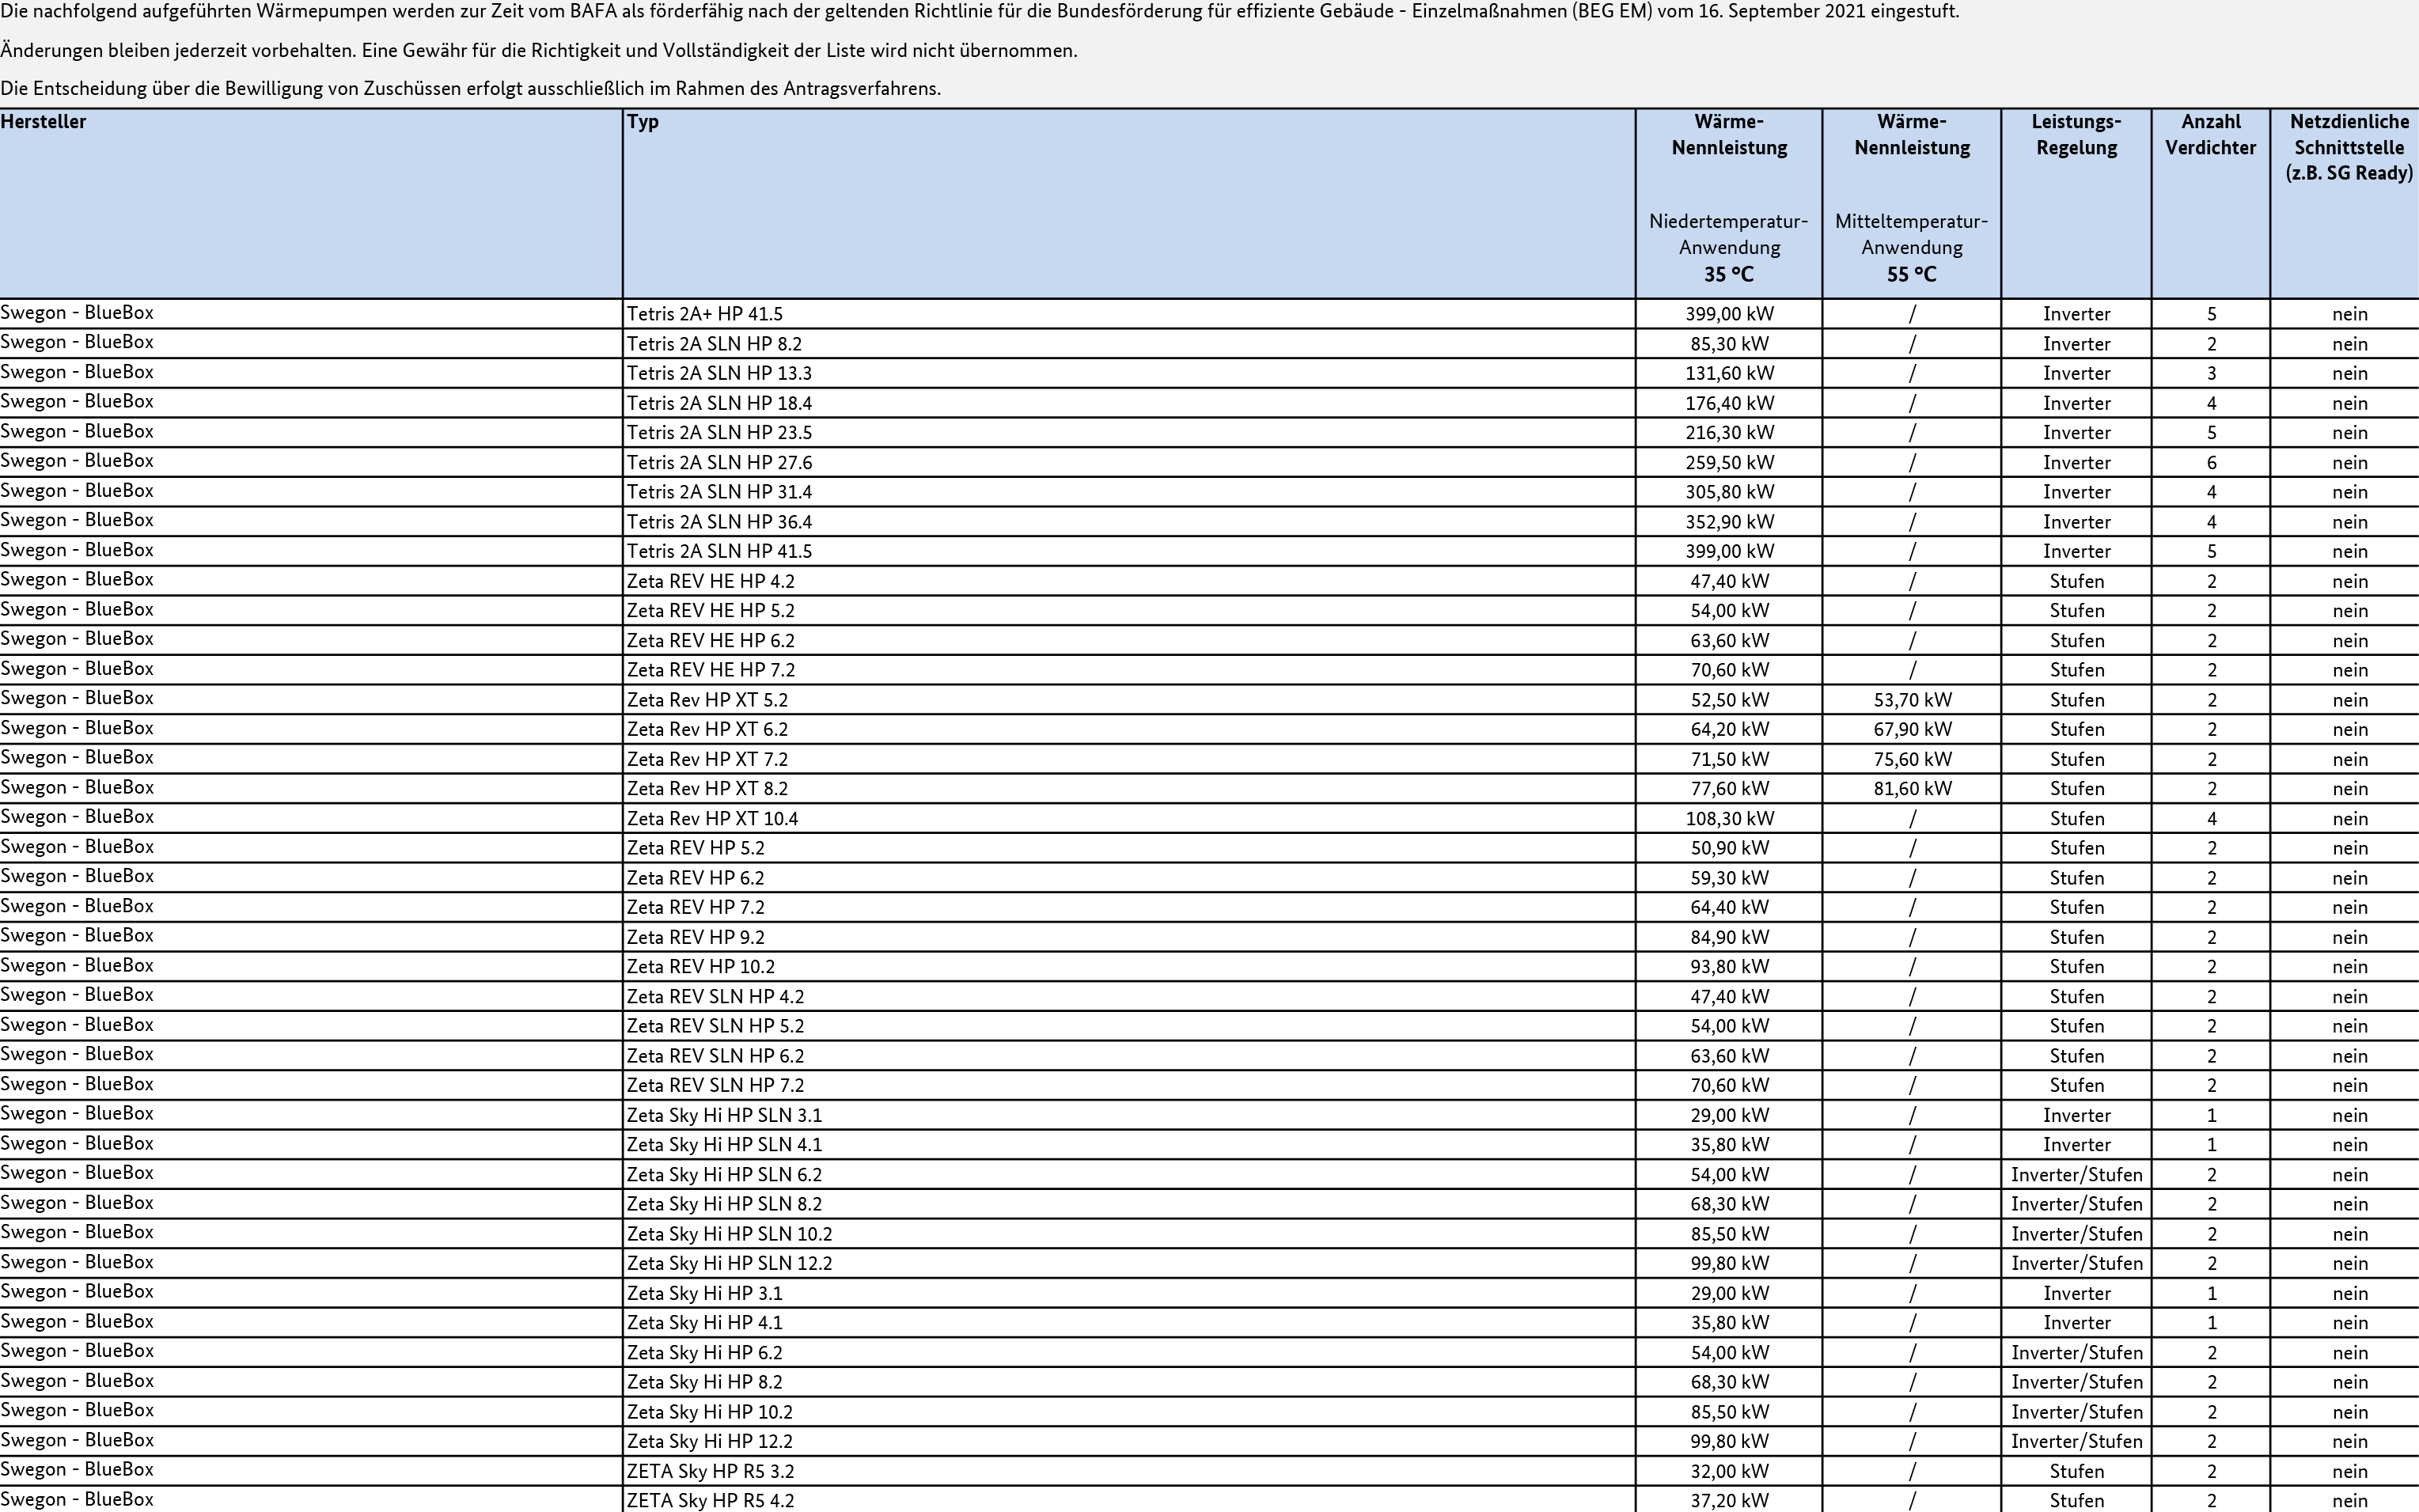 Die nachfolgend aufgeführten Wärmepumpen werden zur Zeit vom BAFA als förderfähig nach der geltenden Richtlinie für die Bundesförderung für effiziente Gebäude - Einzelmaßnahmen (BEG EM) vom 16. September 2021 eingestuft.
Änderungen bleiben jederzeit vorbehalten. Eine Gewähr für die Richtigkeit und Vollständigkeit der Liste wird nicht übernommen.
Die Entscheidung über die Bewilligung von Zuschüssen erfolgt ausschließlich im Rahmen des Antragsverfahrens.
Hersteller Typ Wärme- Wärme- Leistungs- Anzahl Netzdienliche
Nennleistung Nennleistung Regelung Verdichter Schnittstelle
(z.B. SG Ready)
Niedertemperatur- Mitteltemperatur-
Anwendung Anwendung
35 °C 55 °C
Swegon - BlueBox Tetris 2A+ HP 41.5 399,00 kW / Inverter 5 nein
Swegon - BlueBox Tetris 2A SLN HP 8.2 85,30 kW / Inverter 2 nein
Swegon - BlueBox Tetris 2A SLN HP 13.3 131,60 kW / Inverter 3 nein
Swegon - BlueBox Tetris 2A SLN HP 18.4 176,40 kW / Inverter 4 nein
Swegon - BlueBox Tetris 2A SLN HP 23.5 216,30 kW / Inverter 5 nein
Swegon - BlueBox Tetris 2A SLN HP 27.6 259,50 kW / Inverter 6 nein
Swegon - BlueBox Tetris 2A SLN HP 31.4 305,80 kW / Inverter 4 nein
Swegon - BlueBox Tetris 2A SLN HP 36.4 352,90 kW / Inverter 4 nein
Swegon - BlueBox Tetris 2A SLN HP 41.5 399,00 kW / Inverter 5 nein
Swegon - BlueBox Zeta REV HE HP 4.2 47,40 kW / Stufen 2 nein
Swegon - BlueBox Zeta REV HE HP 5.2 54,00 kW / Stufen 2 nein
Swegon - BlueBox Zeta REV HE HP 6.2 63,60 kW / Stufen 2 nein
Swegon - BlueBox Zeta REV HE HP 7.2 70,60 kW / Stufen 2 nein
Swegon - BlueBox Zeta Rev HP XT 5.2 52,50 kW 53,70 kW Stufen 2 nein
Swegon - BlueBox Zeta Rev HP XT 6.2 64,20 kW 67,90 kW Stufen 2 nein
Swegon - BlueBox Zeta Rev HP XT 7.2 71,50 kW 75,60 kW Stufen 2 nein
Swegon - BlueBox Zeta Rev HP XT 8.2 77,60 kW 81,60 kW Stufen 2 nein
Swegon - BlueBox Zeta Rev HP XT 10.4 108,30 kW / Stufen 4 nein
Swegon - BlueBox Zeta REV HP 5.2 50,90 kW / Stufen 2 nein
Swegon - BlueBox Zeta REV HP 6.2 59,30 kW / Stufen 2 nein
Swegon - BlueBox Zeta REV HP 7.2 64,40 kW / Stufen 2 nein
Swegon - BlueBox Zeta REV HP 9.2 84,90 kW / Stufen 2 nein
Swegon - BlueBox Zeta REV HP 10.2 93,80 kW / Stufen 2 nein
Swegon - BlueBox Zeta REV SLN HP 4.2 47,40 kW / Stufen 2 nein
Swegon - BlueBox Zeta REV SLN HP 5.2 54,00 kW / Stufen 2 nein
Swegon - BlueBox Zeta REV SLN HP 6.2 63,60 kW / Stufen 2 nein
Swegon - BlueBox Zeta REV SLN HP 7.2 70,60 kW / Stufen 2 nein
Swegon - BlueBox Zeta Sky Hi HP SLN 3.1 29,00 kW / Inverter 1 nein
Swegon - BlueBox Zeta Sky Hi HP SLN 4.1 35,80 kW / Inverter 1 nein
Swegon - BlueBox Zeta Sky Hi HP SLN 6.2 54,00 kW / Inverter/Stufen 2 nein
Swegon - BlueBox Zeta Sky Hi HP SLN 8.2 68,30 kW / Inverter/Stufen 2 nein
Swegon - BlueBox Zeta Sky Hi HP SLN 10.2 85,50 kW / Inverter/Stufen 2 nein
Swegon - BlueBox Zeta Sky Hi HP SLN 12.2 99,80 kW / Inverter/Stufen 2 nein
Swegon - BlueBox Zeta Sky Hi HP 3.1 29,00 kW / Inverter 1 nein
Swegon - BlueBox Zeta Sky Hi HP 4.1 35,80 kW / Inverter 1 nein
Swegon - BlueBox Zeta Sky Hi HP 6.2 54,00 kW / Inverter/Stufen 2 nein
Swegon - BlueBox Zeta Sky Hi HP 8.2 68,30 kW / Inverter/Stufen 2 nein
Swegon - BlueBox Zeta Sky Hi HP 10.2 85,50 kW / Inverter/Stufen 2 nein
Swegon - BlueBox Zeta Sky Hi HP 12.2 99,80 kW / Inverter/Stufen 2 nein
Swegon - BlueBox ZETA Sky HP R5 3.2 32,00 kW / Stufen 2 nein
Swegon - BlueBox ZETA Sky HP R5 4.2 37,20 kW / Stufen 2 nein